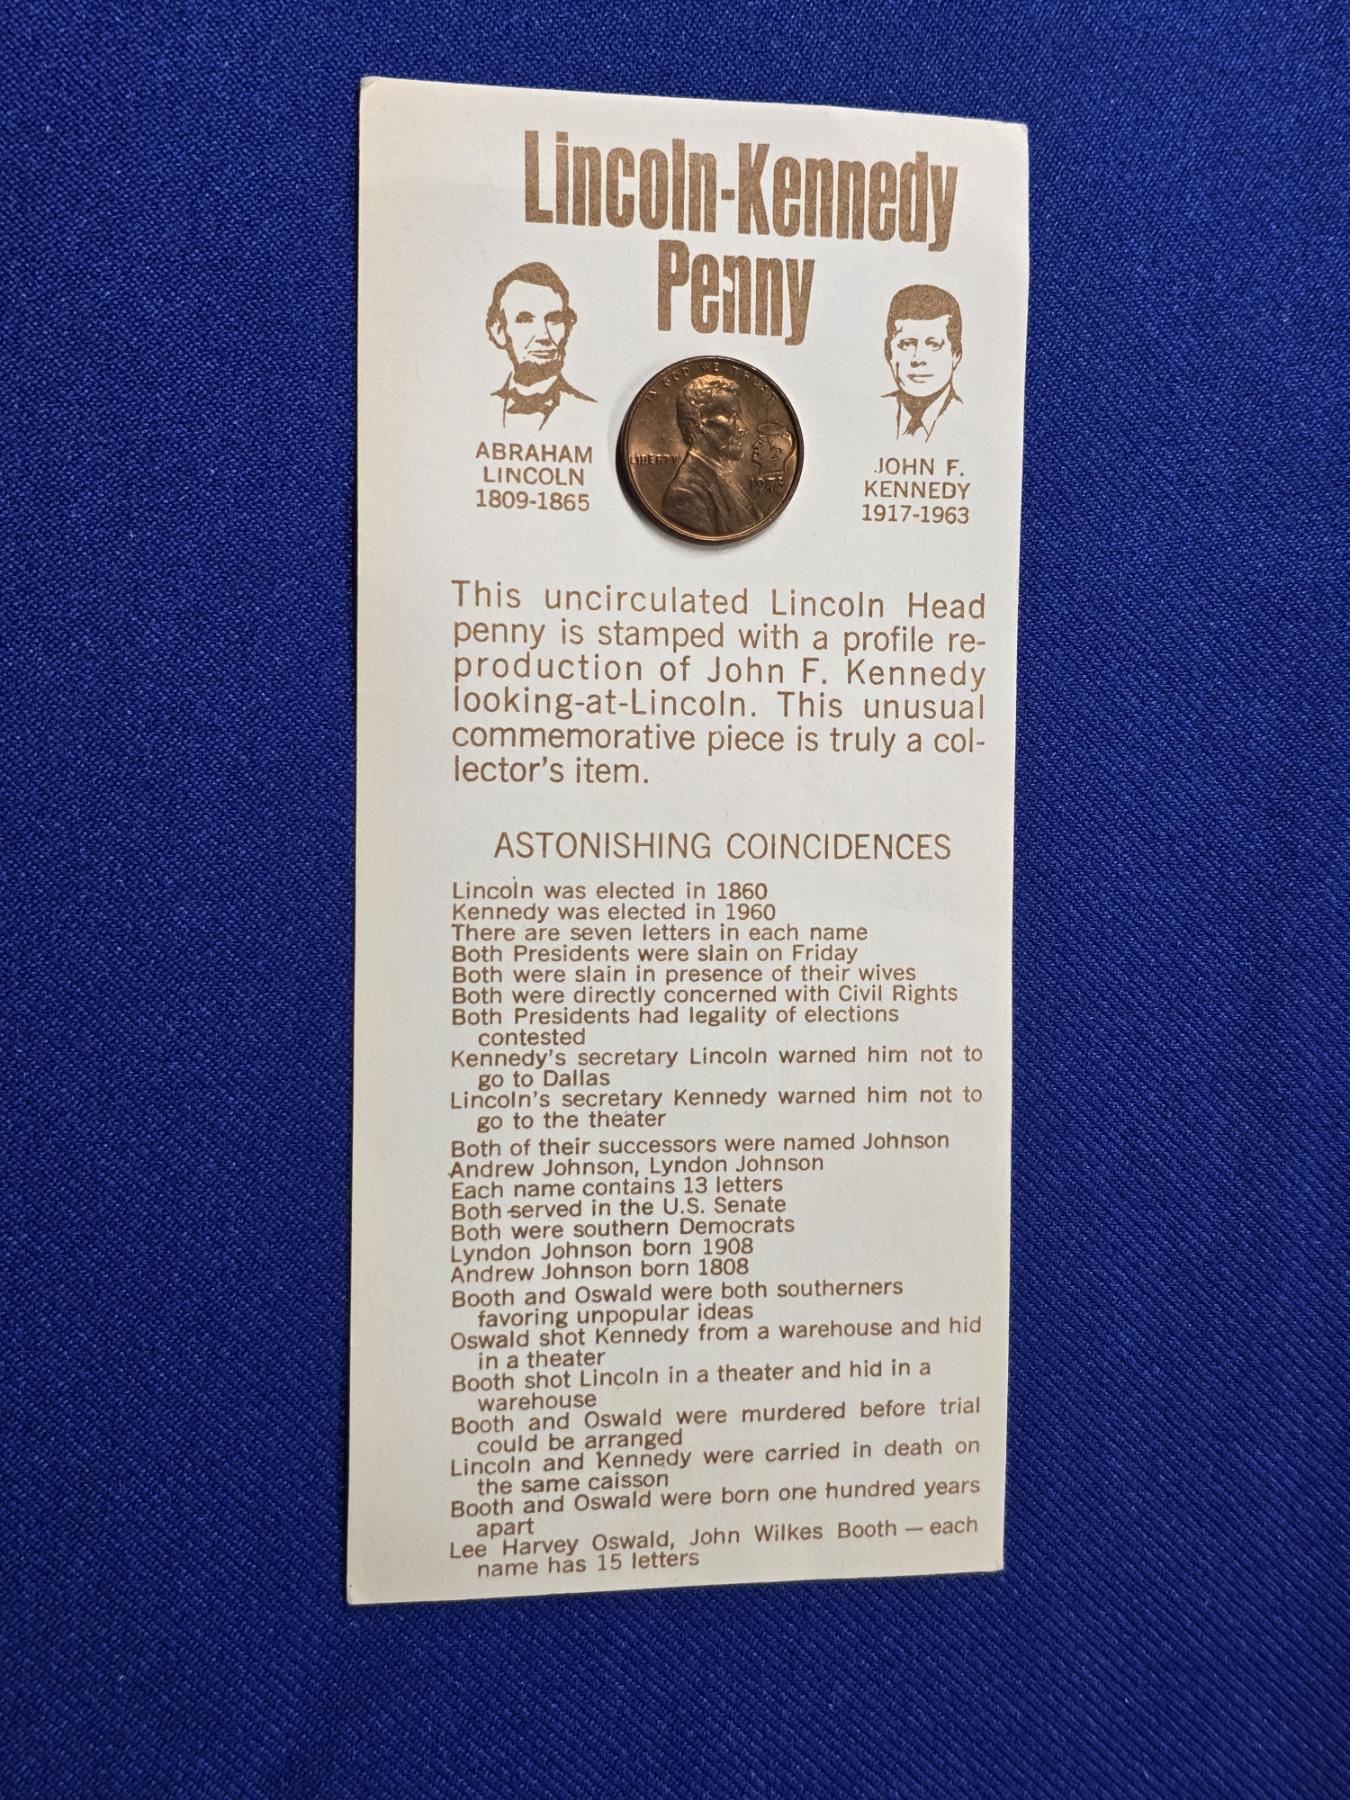 Lincoln-Kennedy
Penny
IN GOD WE TRUST
LIBERTY
ABRAHAM
LINCOLN
1809-1865
JOHN F.
KENNEDY
1917-1963
This uncirculated Lincoln Head
penny is stamped with a profile re-
production of John F. Kennedy
looking-at-Lincoln. This unusual
commemorative piece is truly a col-
lector's item.
ASTONISHING COINCIDENCES
Lincoln was elected in 1860
Kennedy was elected in 1960
There are seven letters in each name
Both Presidents were slain on Friday
Both were slain in presence of their wives
Both were directly concerned with Civil Rights
Both Presidents had legality of elections
contested
Kennedy's secretary Lincoln warned him not to
go to Dallas
Lincoln's secretary Kennedy warned him not to
go to the theater
Both of their successors were named Johnson
Andrew Johnson, Lyndon Johnson
Each name contains 13 letters
Both served in the U.S. Senate
Both were southern Democrats
Lyndon Johnson born 1908
Andrew Johnson born 1808
Booth and Oswald were both southerners
favoring unpopular ideas
Oswald shot Kennedy from a warehouse and hid
in a theater
Booth shot Lincoln in a theater and hid in a
warehouse
Booth and Oswald were murdered before trial
could be arranged
Lincoln and Kennedy were carried in death on
the same caisson
Booth and Oswald were born one hundred years
apart
Lee Harvey Oswald, John Wilkes Booth — each
name has 15 letters